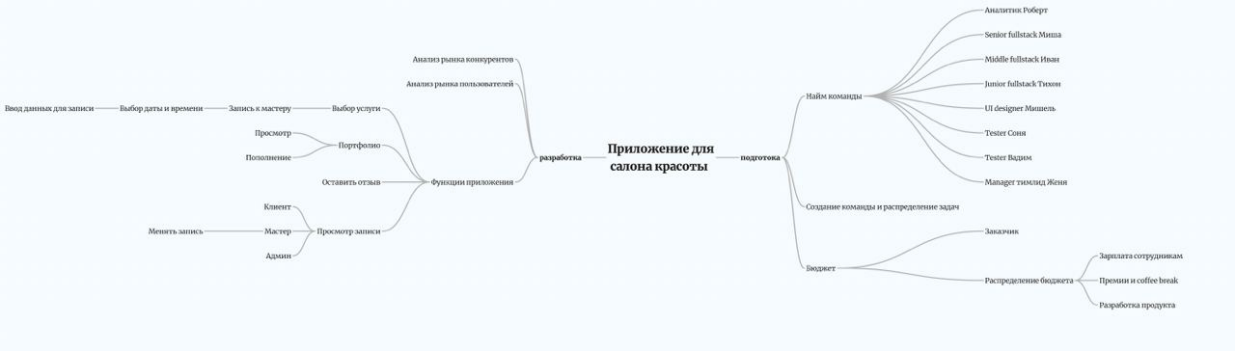 Приложение для
салона красоты
разработка
Анализ рынка конкурентов
Анализ рынка пользователей
Функции приложения
Выбор услуги
Запись к мастеру
Выбор даты и времени
Ввод данных для записи
Портфолио
Просмотр
Пополнение
Оставить отзыв
Просмотр записи
Клиент
Мастер
Менять запись
Админ
подготока
Найм команды
Аналитик Роберт
Senior fullstack Миша
Middle fullstack Иван
Junior fullstack Тихон
UI designer Мишель
Tester Соня
Tester Вадим
Manager тимлид Женя
Создание команды и распределение задач
Бюджет
Заказчик
Распределение бюджета
Зарплата сотрудникам
Премии и coffee break
Разработка продукта